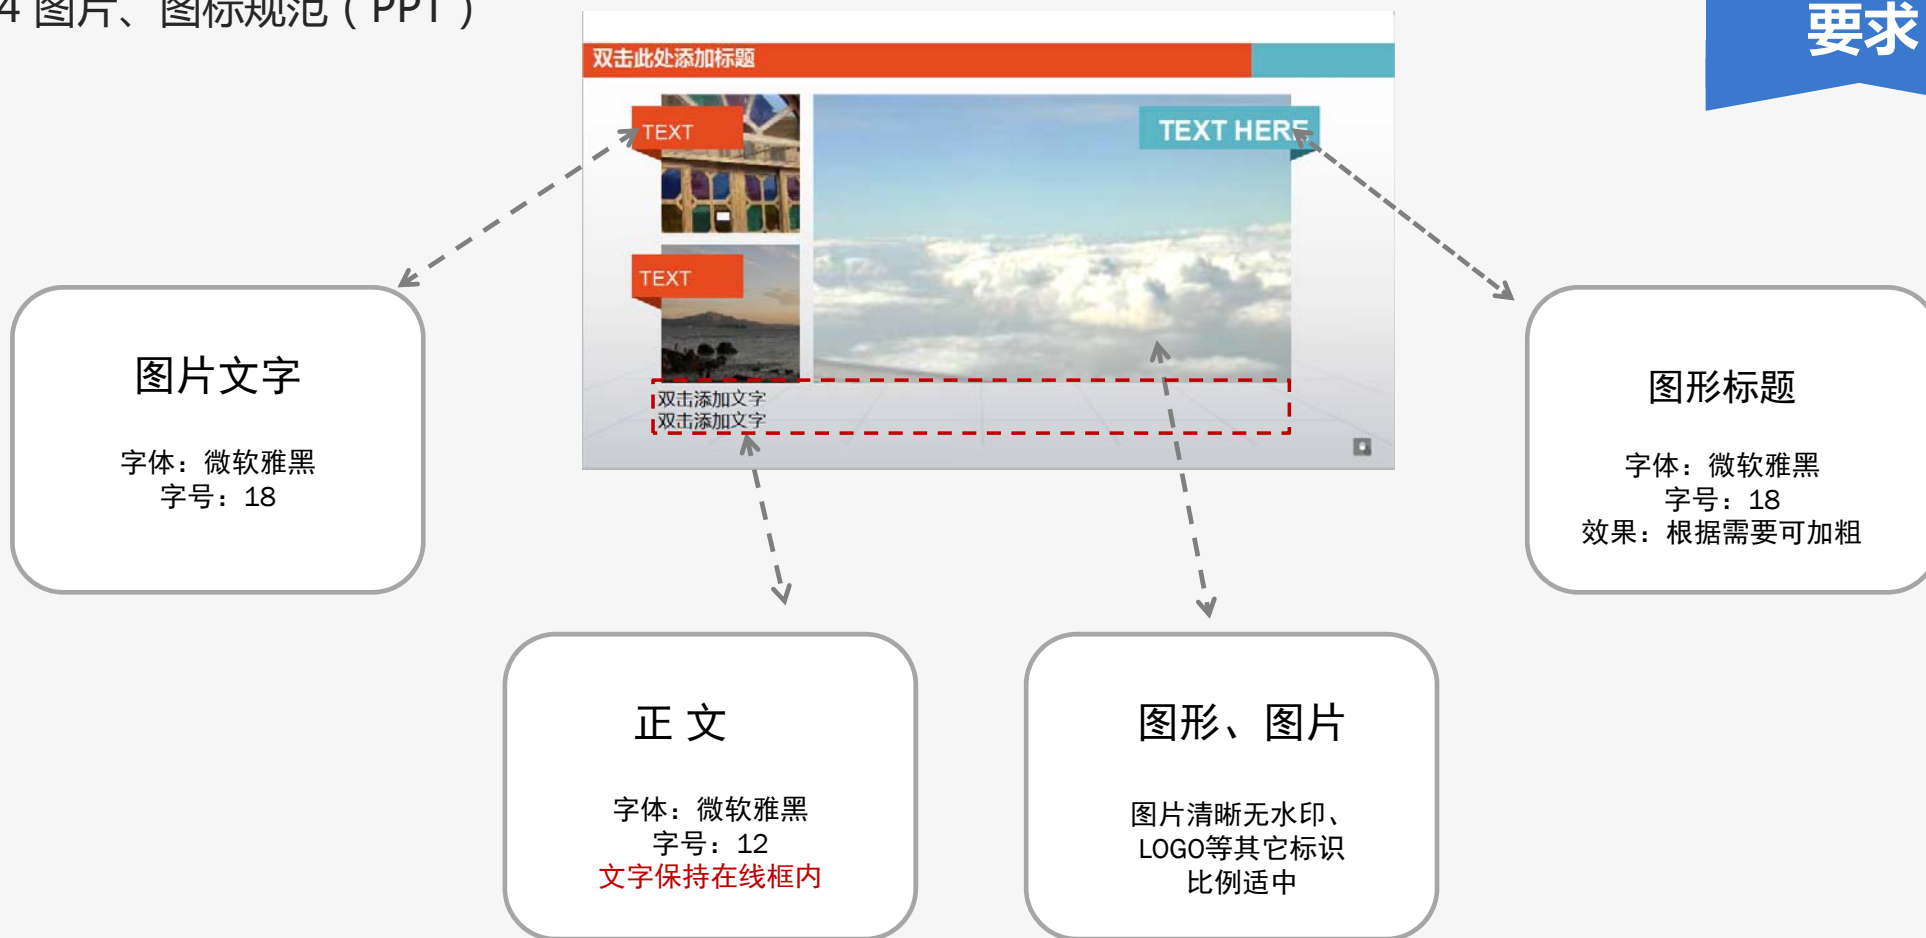 4 图片、图标规范（PPT）
要求
双击此处添加标题
TEXT
TEXT HERE
TEXT
双击添加文字
双击添加文字
图片文字
字体：微软雅黑
字号：18
图形标题
字体：微软雅黑
字号：18
效果：根据需要可加粗
正 文
字体：微软雅黑
字号：12
文字保持在线框内
图形、图片
图片清晰无水印、
LOGO等其它标识
比例适中